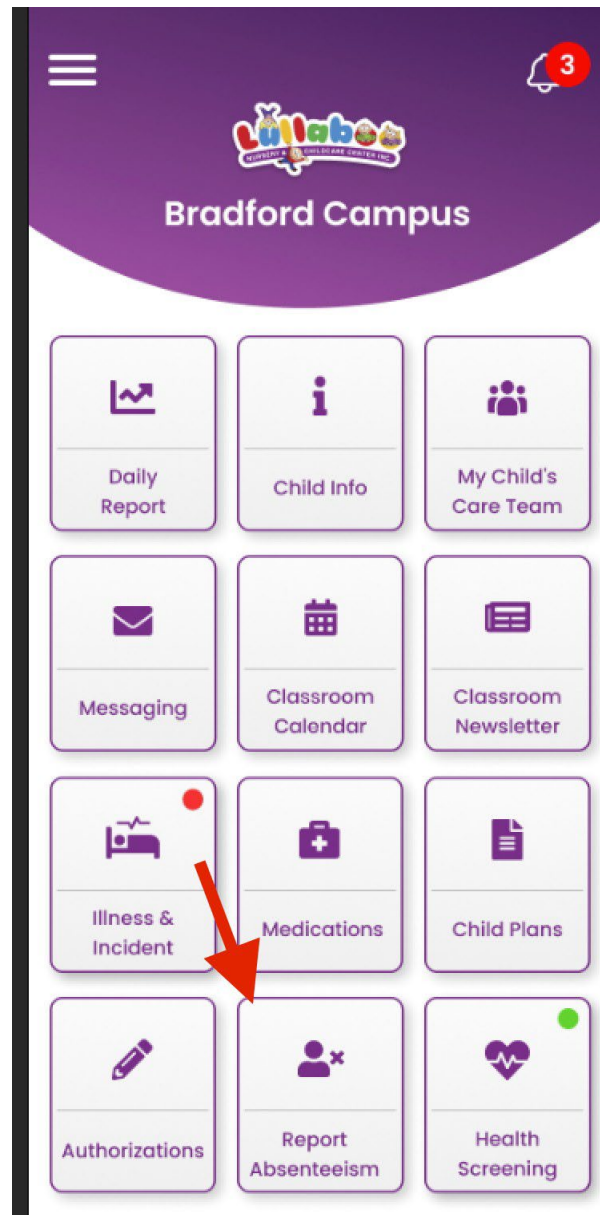 3
Lullaboo
NURSERY & CHILDCARE CENTER INC
Bradford Campus
Daily
Report
Child Info
My Child's
Care Team
Messaging
Classroom
Calendar
Classroom
Newsletter
Illness &
Incident
Medications
Child Plans
Authorizations
Report
Absenteeism
Health
Screening